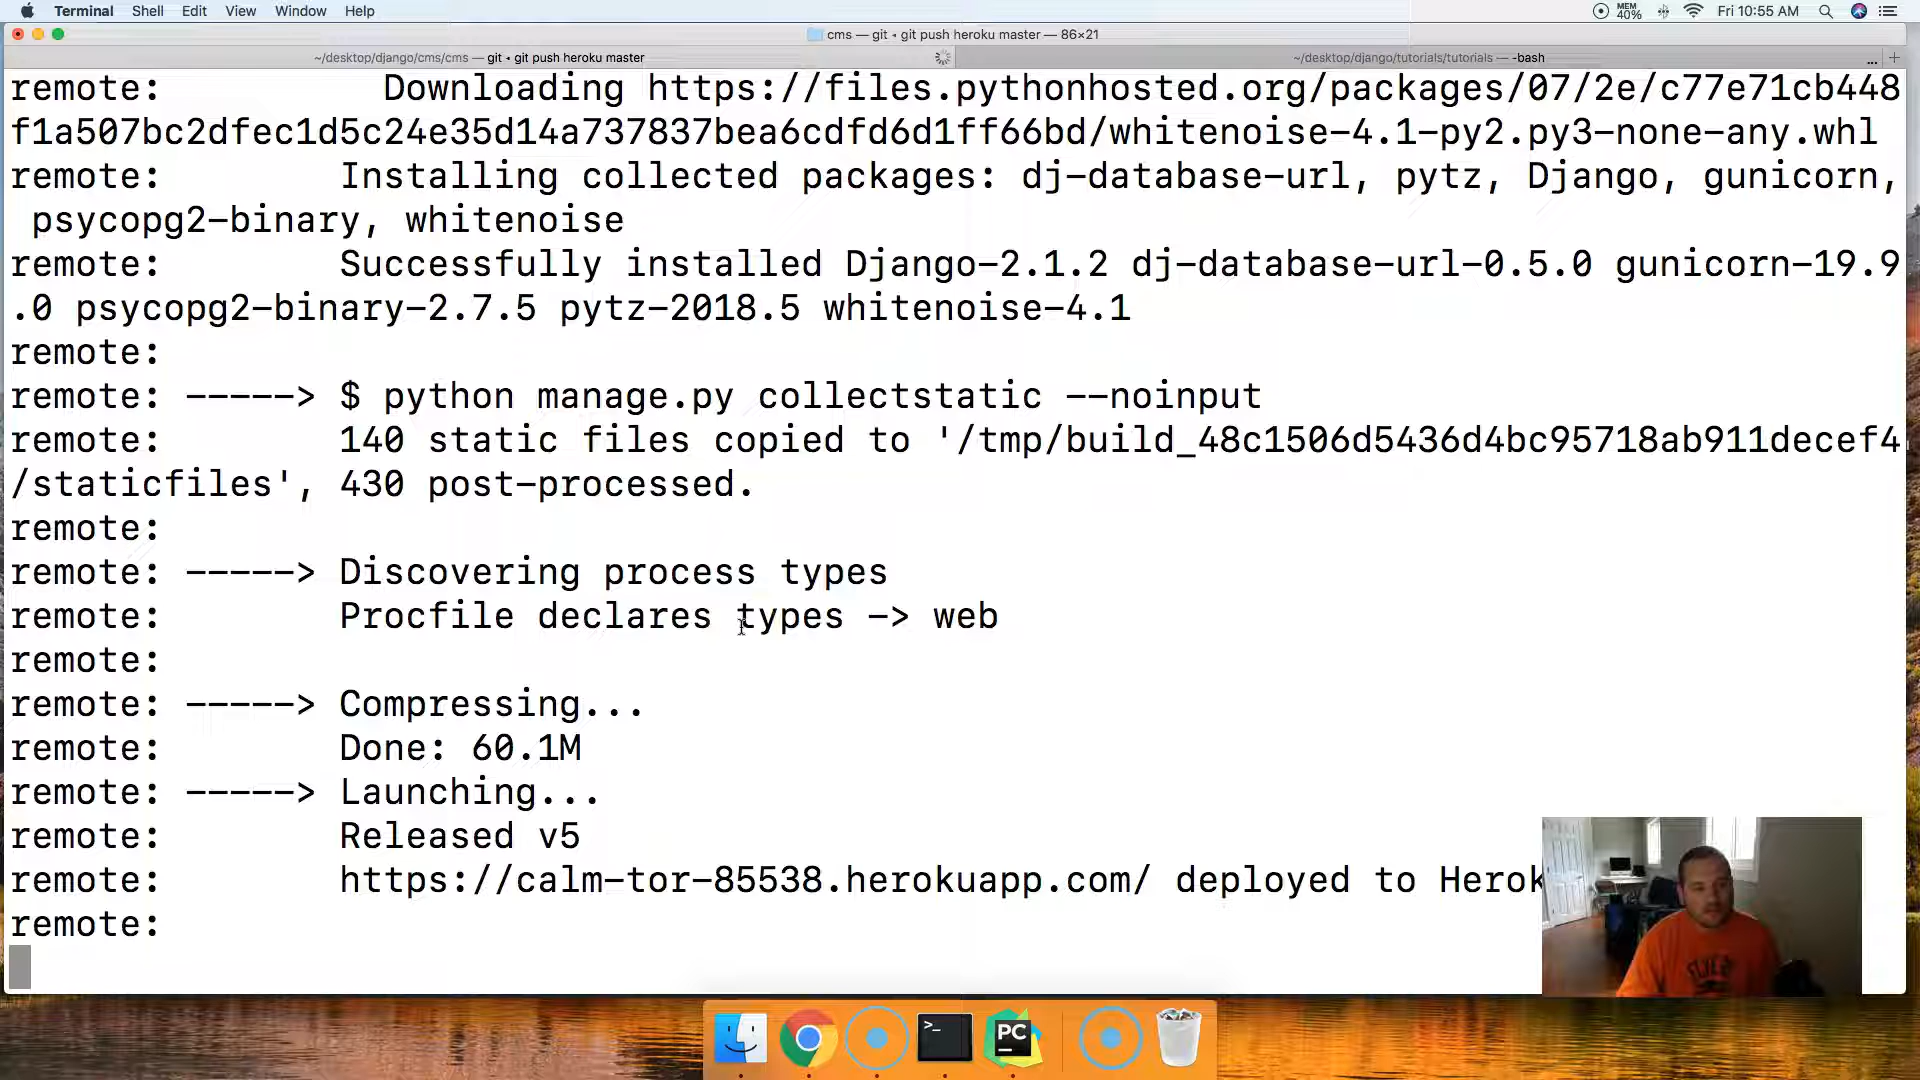 Terminal Shell Edit View Window Help
MEM 40% Fri 10:55 AM
cms — git • git push heroku master — 86×21
~/desktop/django/cms/cms — git • git push heroku master
~/desktop/django/tutorials/tutorials — -bash
remote:          Downloading https://files.pythonhosted.org/packages/07/2e/c77e71cb448
f1a507bc2dfec1d5c24e35d14a737837bea6cdfd6d1ff66bd/whitenoise-4.1-py2.py3-none-any.whl
remote:        Installing collected packages: dj-database-url, pytz, Django, gunicorn,
 psycopg2-binary, whitenoise
remote:        Successfully installed Django-2.1.2 dj-database-url-0.5.0 gunicorn-19.9
.0 psycopg2-binary-2.7.5 pytz-2018.5 whitenoise-4.1
remote:
remote: -----> $ python manage.py collectstatic --noinput
remote:        140 static files copied to '/tmp/build_48c1506d5436d4bc95718ab911decef4
/staticfiles', 430 post-processed.
remote:
remote: -----> Discovering process types
remote:        Procfile declares types -> web
remote:
remote: -----> Compressing...
remote:        Done: 60.1M
remote: -----> Launching...
remote:        Released v5
remote:        https://calm-tor-85538.herokuapp.com/ deployed to Herok
remote:
>_
PC